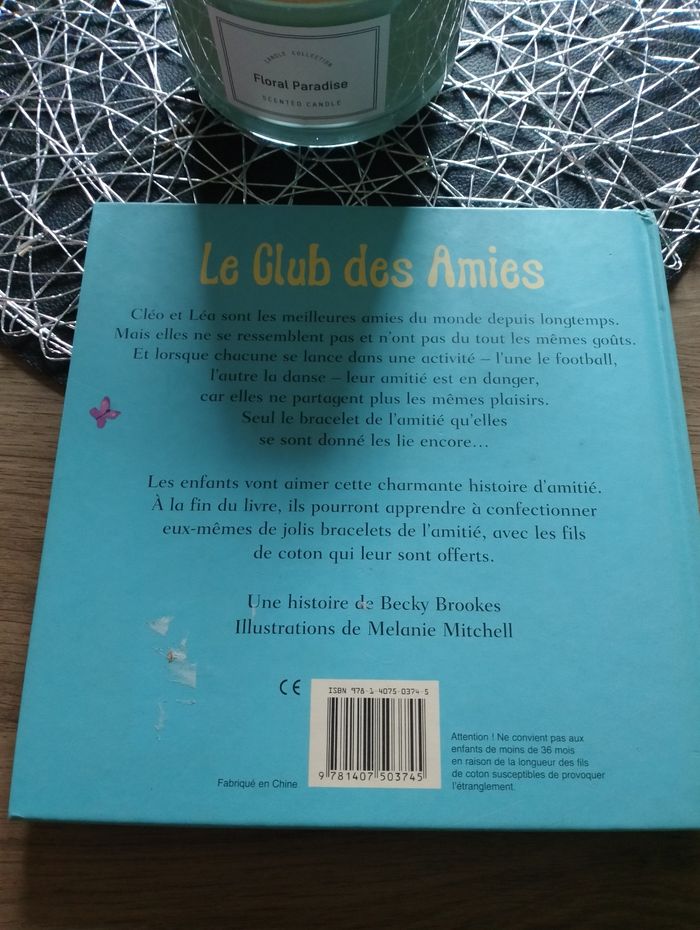 CANDLE COLLECTION
Floral Paradise
SCENTED CANDLE
Le Club des Amies
Cléo et Léa sont les meilleures amies du monde depuis longtemps.
Mais elles ne se ressemblent pas et n'ont pas du tout les mêmes goûts.
Et lorsque chacune se lance dans une activité – l'une le football,
l'autre la danse – leur amitié est en danger,
car elles ne partagent plus les mêmes plaisirs.
Seul le bracelet de l'amitié qu'elles
se sont donné les lie encore...
Les enfants vont aimer cette charmante histoire d'amitié.
À la fin du livre, ils pourront apprendre à confectionner
eux-mêmes de jolis bracelets de l'amitié, avec les fils
de coton qui leur sont offerts.
Une histoire de Becky Brookes
Illustrations de Melanie Mitchell
CE
ISBN 978-1-4075-0374-5
9 781407 503745
Fabriqué en Chine
Attention ! Ne convient pas aux
enfants de moins de 36 mois
en raison de la longueur des fils
de coton susceptibles de provoquer
l'étranglement.